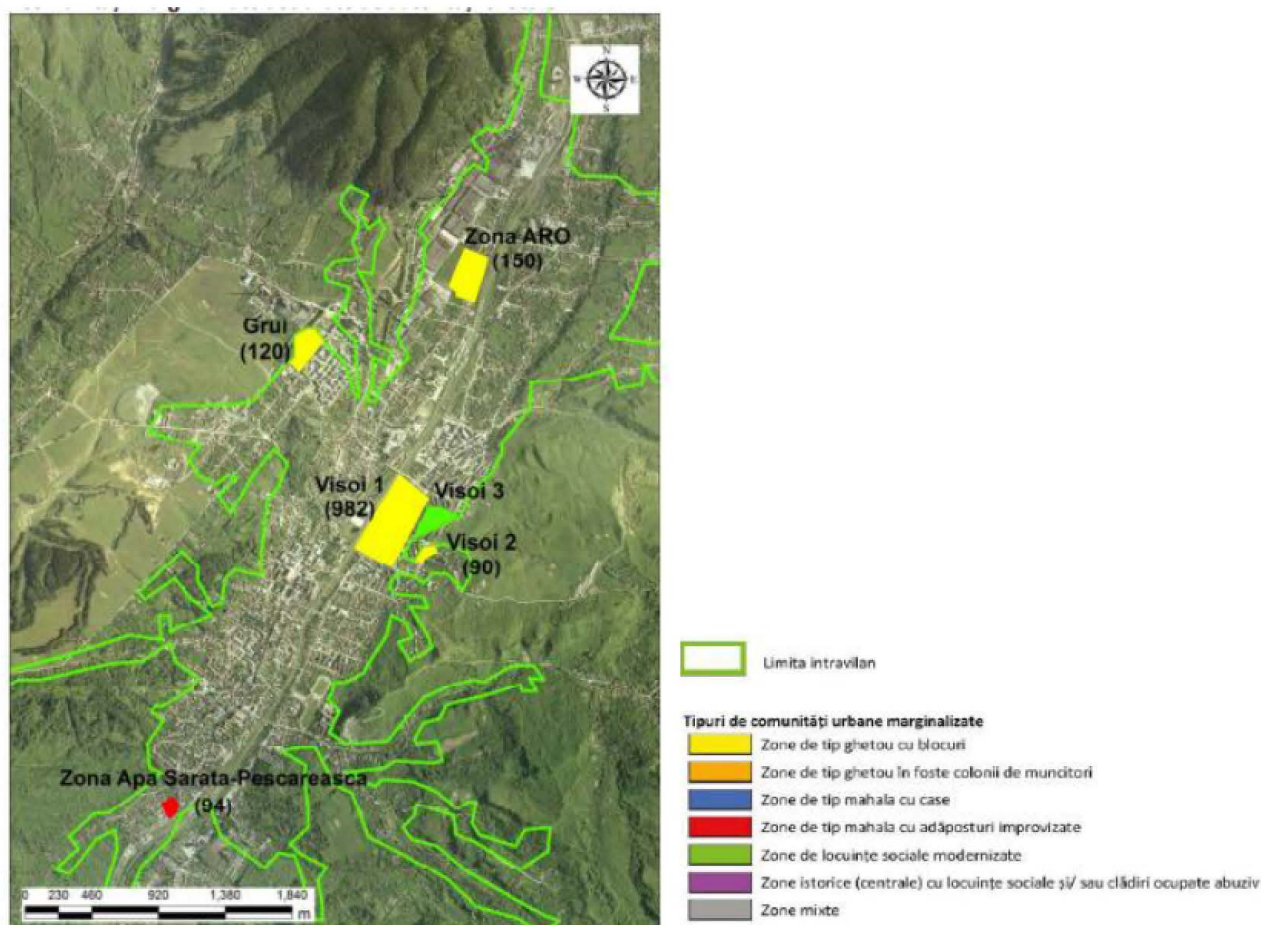 N
W E
S
Zona ARO
(150)
Grui
(120)
Visoi 1
(982)
Visoi 3
Visoi 2
(90)
Zona Apa Sarata-Pescareasca
(94)
0 230 460 920 1,380 1,840
m
Limita intravilan
Tipuri de comunități urbane marginalizate
Zone de tip ghetou cu blocuri
Zone de tip ghetou în foste colonii de muncitori
Zone de tip mahala cu case
Zone de tip mahala cu adăposturi improvizate
Zone de locuințe sociale modernizate
Zone istorice (centrale) cu locuințe sociale și/ sau clădiri ocupate abuziv
Zone mixte